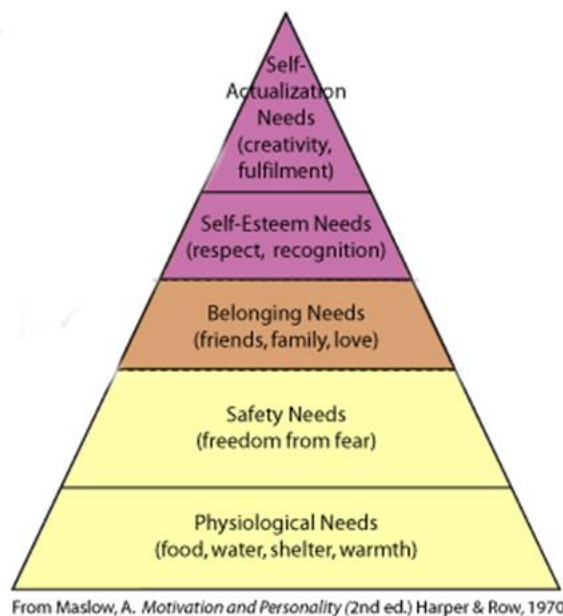 Self-
Actualization
Needs
(creativity,
fulfilment)
Self-Esteem Needs
(respect, recognition)
Belonging Needs
(friends, family, love)
Safety Needs
(freedom from fear)
Physiological Needs
(food, water, shelter, warmth)
From Maslow, A. Motivation and Personality (2nd ed.) Harper & Row, 1970